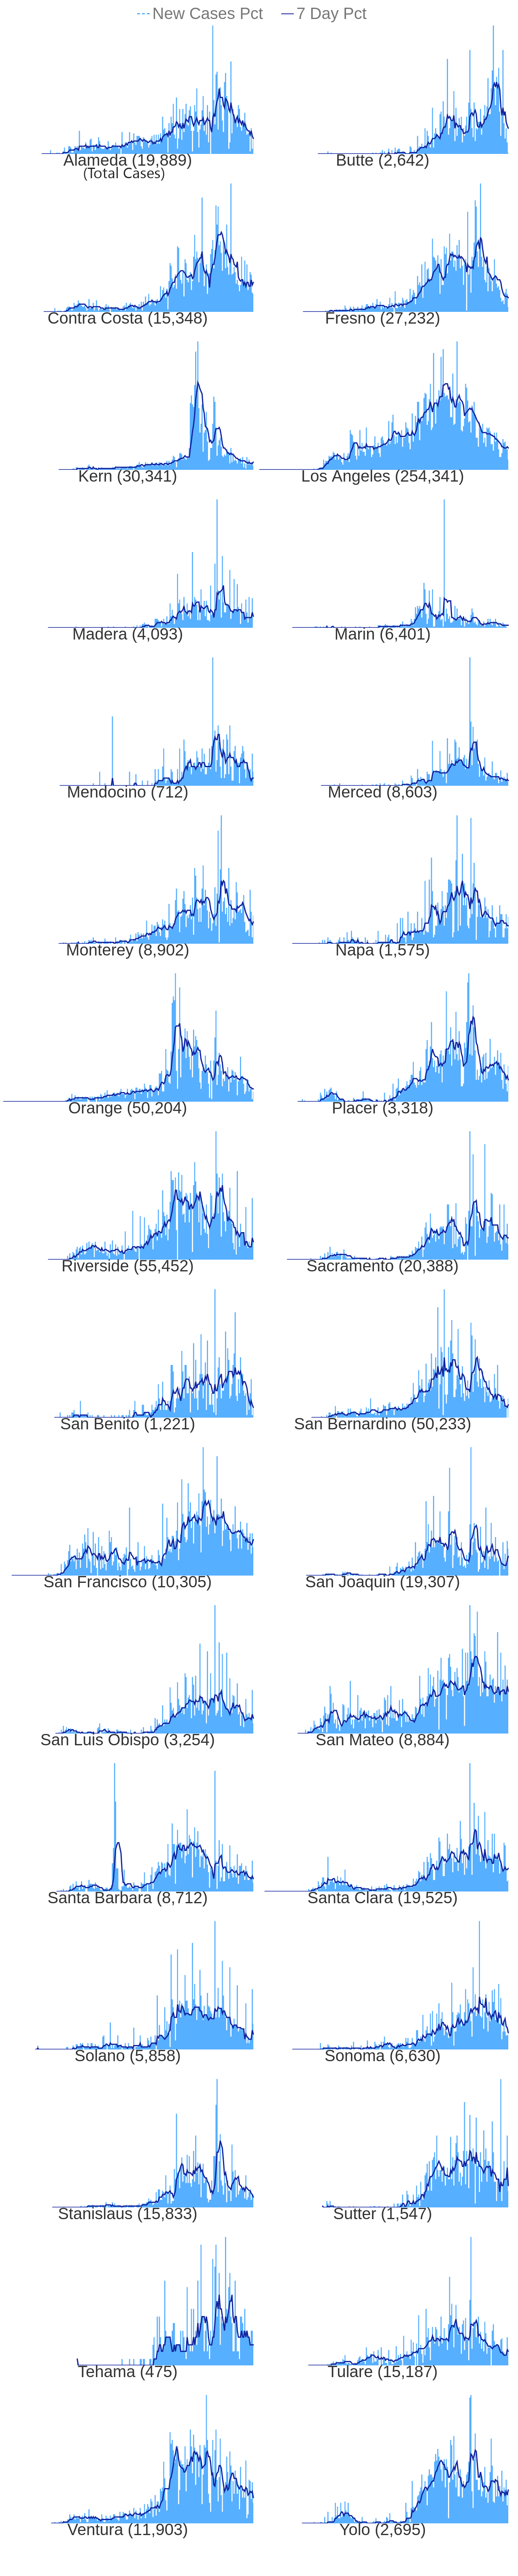 New Cases Pct 7 Day Pct
Alameda (19,889) Butte (2,642)
(Total Cases)
Contra Costa (15,348) Fresno (27,232)
Kern (30,341) Los Angeles (254,341)
Madera (4,093) Marin (6,401)
Mendocino (712) Merced (8,603)
Monterey (8,902) Napa (1,575)
Orange (50,204) Placer (3,318)
Riverside (55,452) Sacramento (20,388)
San Benito (1,221) San Bernardino (50,233)
San Francisco (10,305) San Joaquin (19,307)
San Luis Obispo (3,254) San Mateo (8,884)
Santa Barbara (8,712) Santa Clara (19,525)
Solano (5,858) Sonoma (6,630)
Stanislaus (15,833) Sutter (1,547)
Tehama (475) Tulare (15,187)
Ventura (11,903) Yolo (2,695)